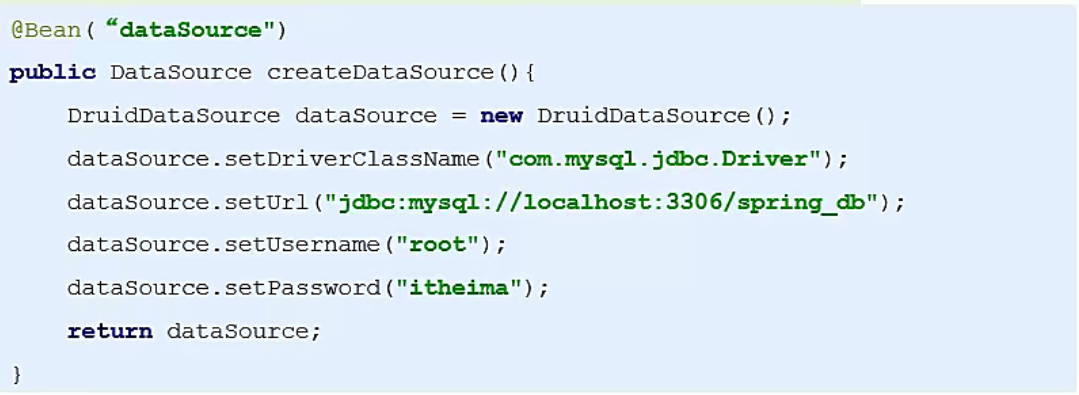 @Bean(“dataSource")
public DataSource createDataSource(){
    DruidDataSource dataSource = new DruidDataSource();
    dataSource.setDriverClassName("com.mysql.jdbc.Driver");
    dataSource.setUrl("jdbc:mysql://localhost:3306/spring_db");
    dataSource.setUsername("root");
    dataSource.setPassword("itheima");
    return dataSource;
}